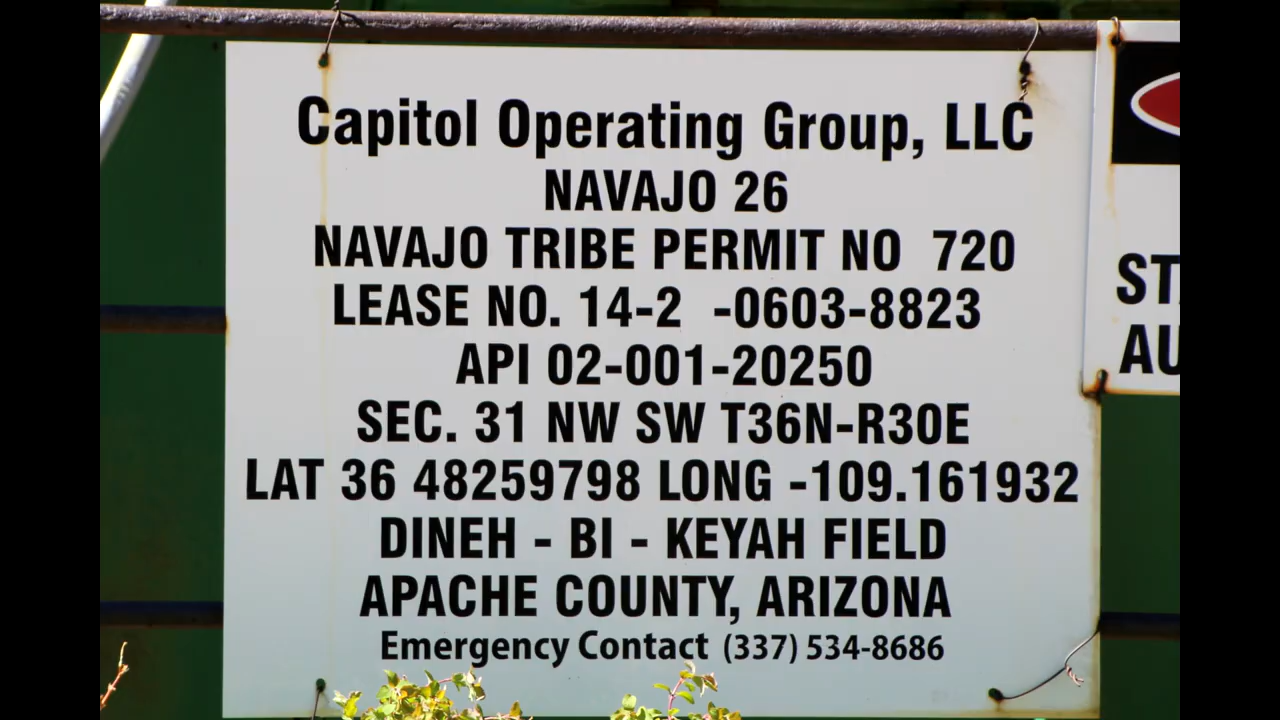 Capitol Operating Group, LLC
NAVAJO 26
NAVAJO TRIBE PERMIT NO 720
LEASE NO. 14-2 -0603-8823
API 02-001-20250
SEC. 31 NW SW T36N-R30E
LAT 36 48259798 LONG -109.161932
DINEH - BI - KEYAH FIELD
APACHE COUNTY, ARIZONA
Emergency Contact (337) 534-8686
ST
AU